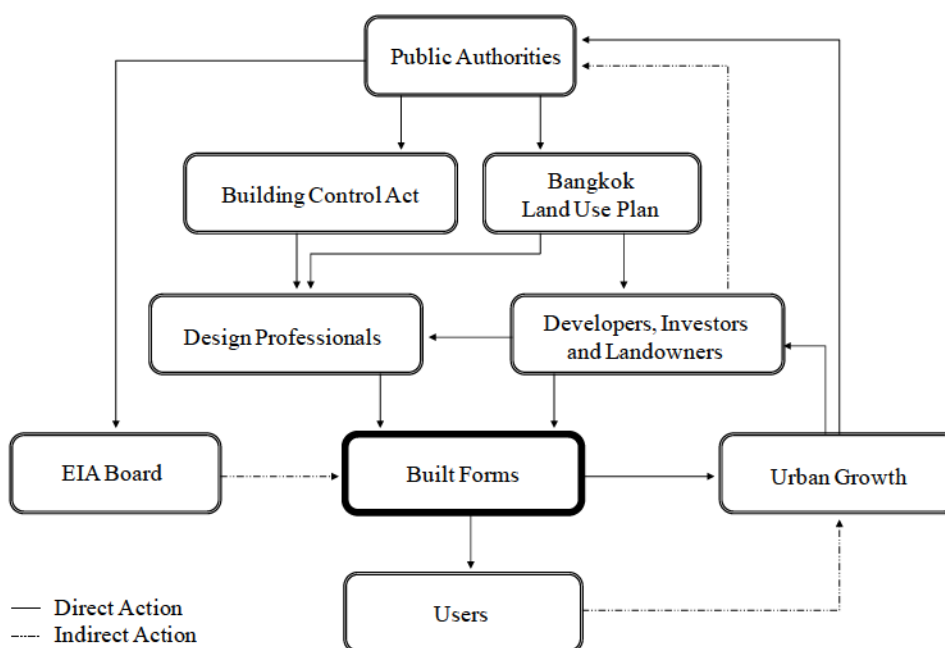 Public Authorities
Building Control Act
Bangkok
Land Use Plan
Design Professionals
Developers, Investors
and Landowners
EIA Board
Built Forms
Urban Growth
Users
Direct Action
Indirect Action